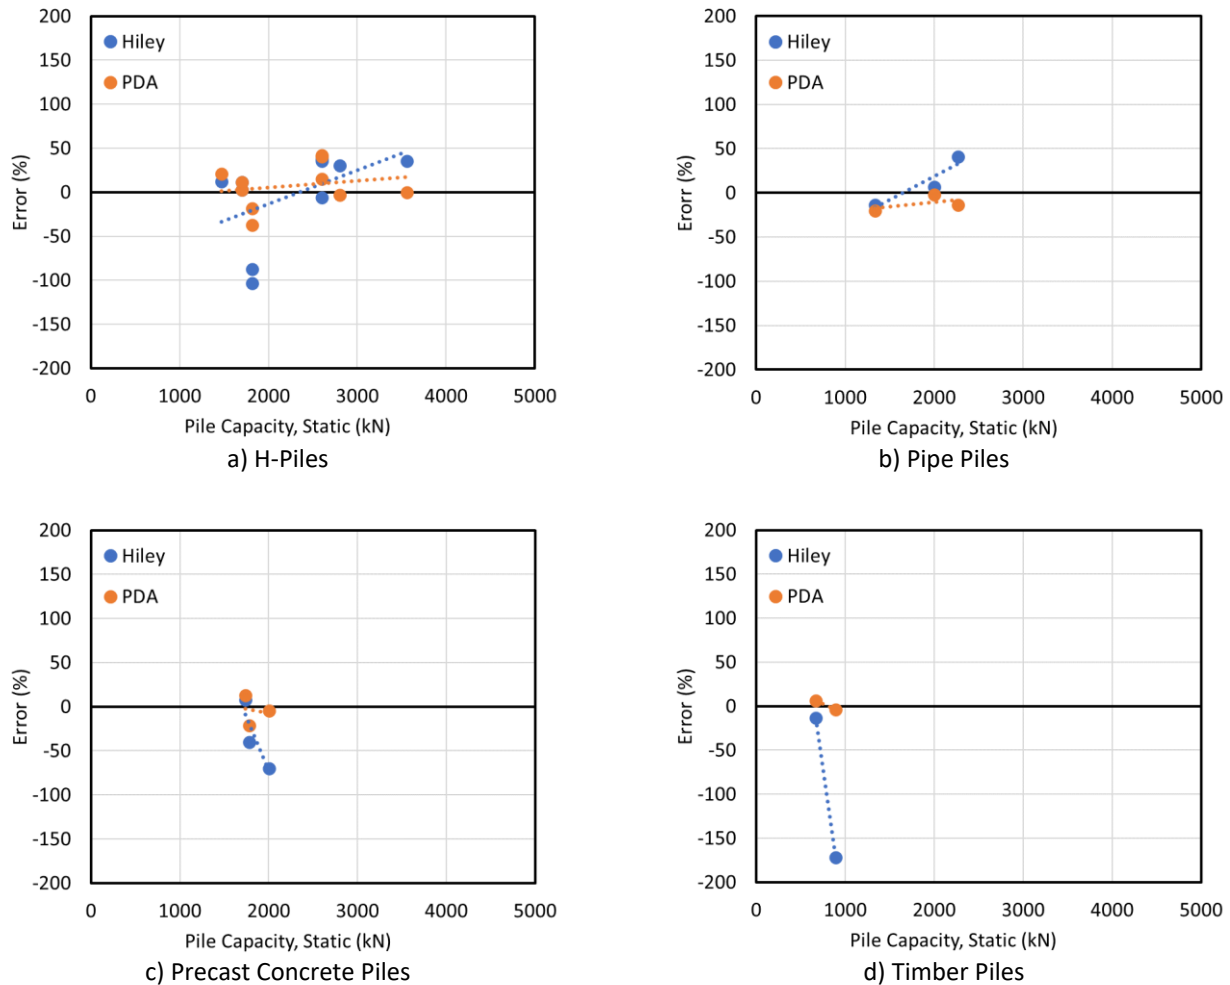 200
150
100
50
0
-50
-100
-150
-200
Error (%)
Hiley
PDA
0 1000 2000 3000 4000 5000
Pile Capacity, Static (kN)
a) H-Piles
200
150
100
50
0
-50
-100
-150
-200
Erorr (%)
Hiley
PDA
0 1000 2000 3000 4000 5000
Pile Capacity, Static (kN)
b) Pipe Piles
200
150
100
50
0
-50
-100
-150
-200
Error (%)
Hiley
PDA
0 1000 2000 3000 4000 5000
Pile Capacity, Static (kN)
c) Precast Concrete Piles
200
150
100
50
0
-50
-100
-150
-200
Error (%)
Hiley
PDA
0 1000 2000 3000 4000 5000
Pile Capacity, Static (kN)
d) Timber Piles